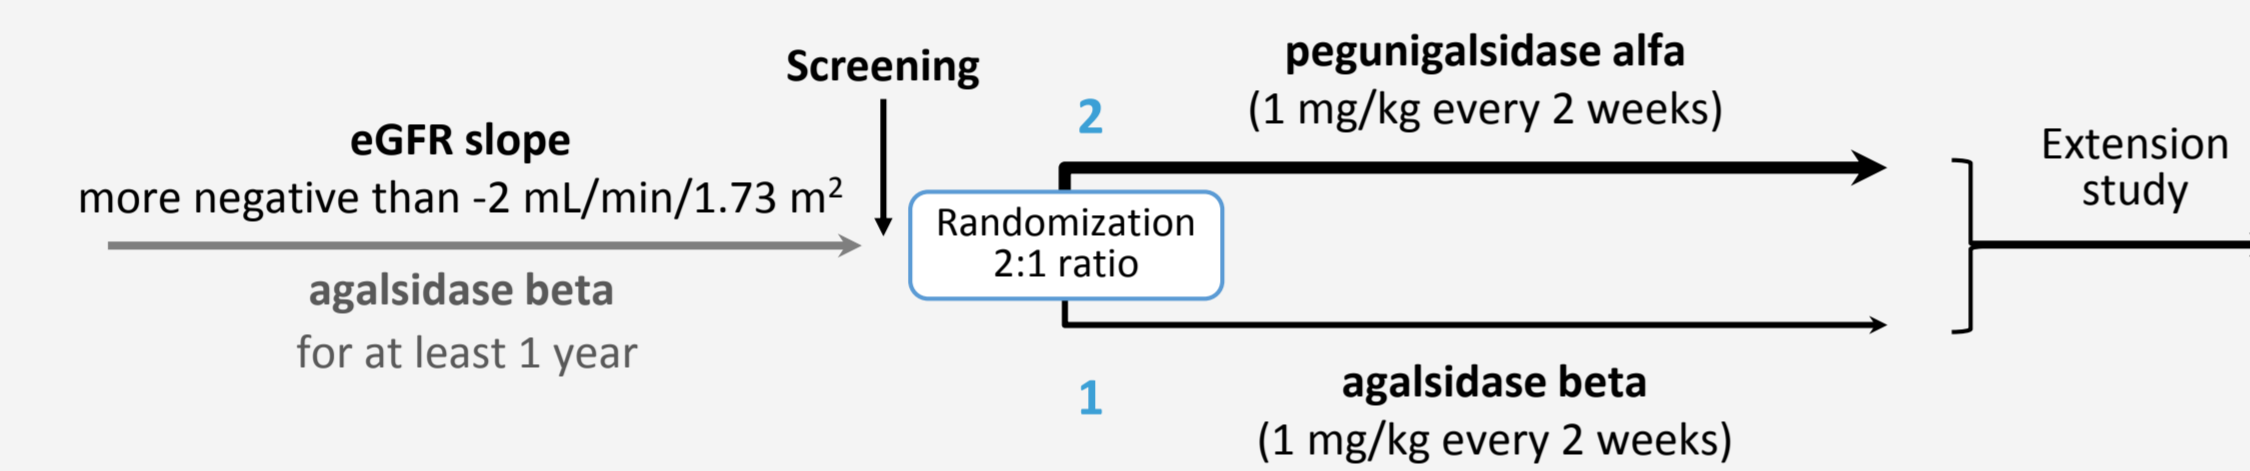 eGFR slope
more negative than -2 mL/min/1.73 m²
agalsidase beta
for at least 1 year
Screening
Randomization
2:1 ratio
2
pegunigalsidase alfa
(1 mg/kg every 2 weeks)
1
agalsidase beta
(1 mg/kg every 2 weeks)
Extension
study